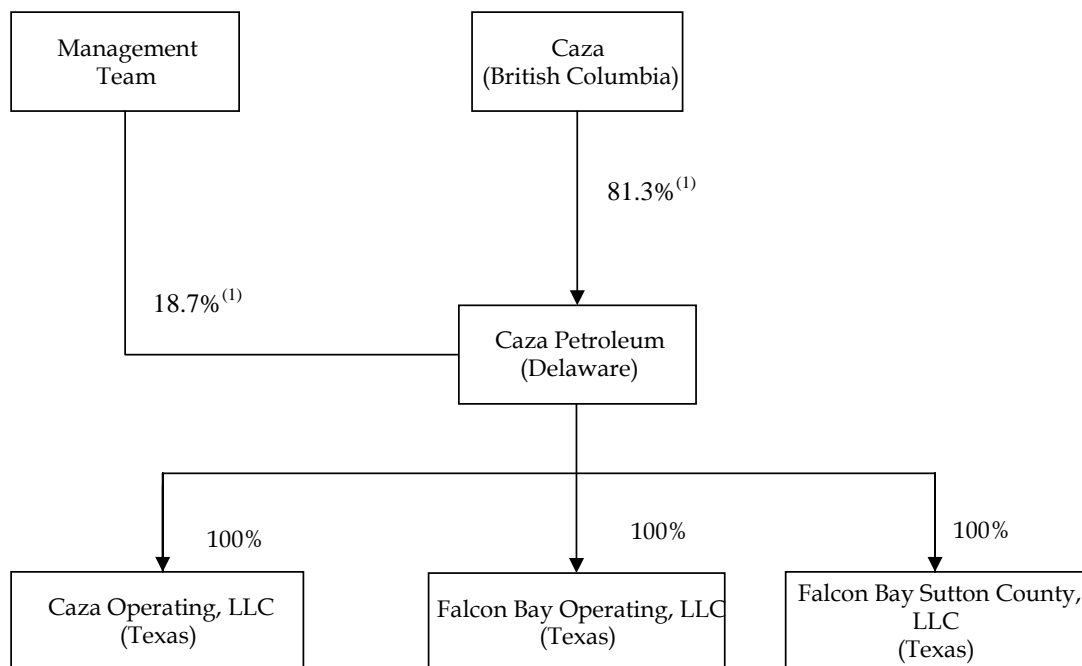 Management
Team
Caza
(British Columbia)
81.3%(1)
18.7%(1)
Caza Petroleum
(Delaware)
100%
100%
100%
Caza Operating, LLC
(Texas)
Falcon Bay Operating, LLC
(Texas)
Falcon Bay Sutton County,
LLC
(Texas)